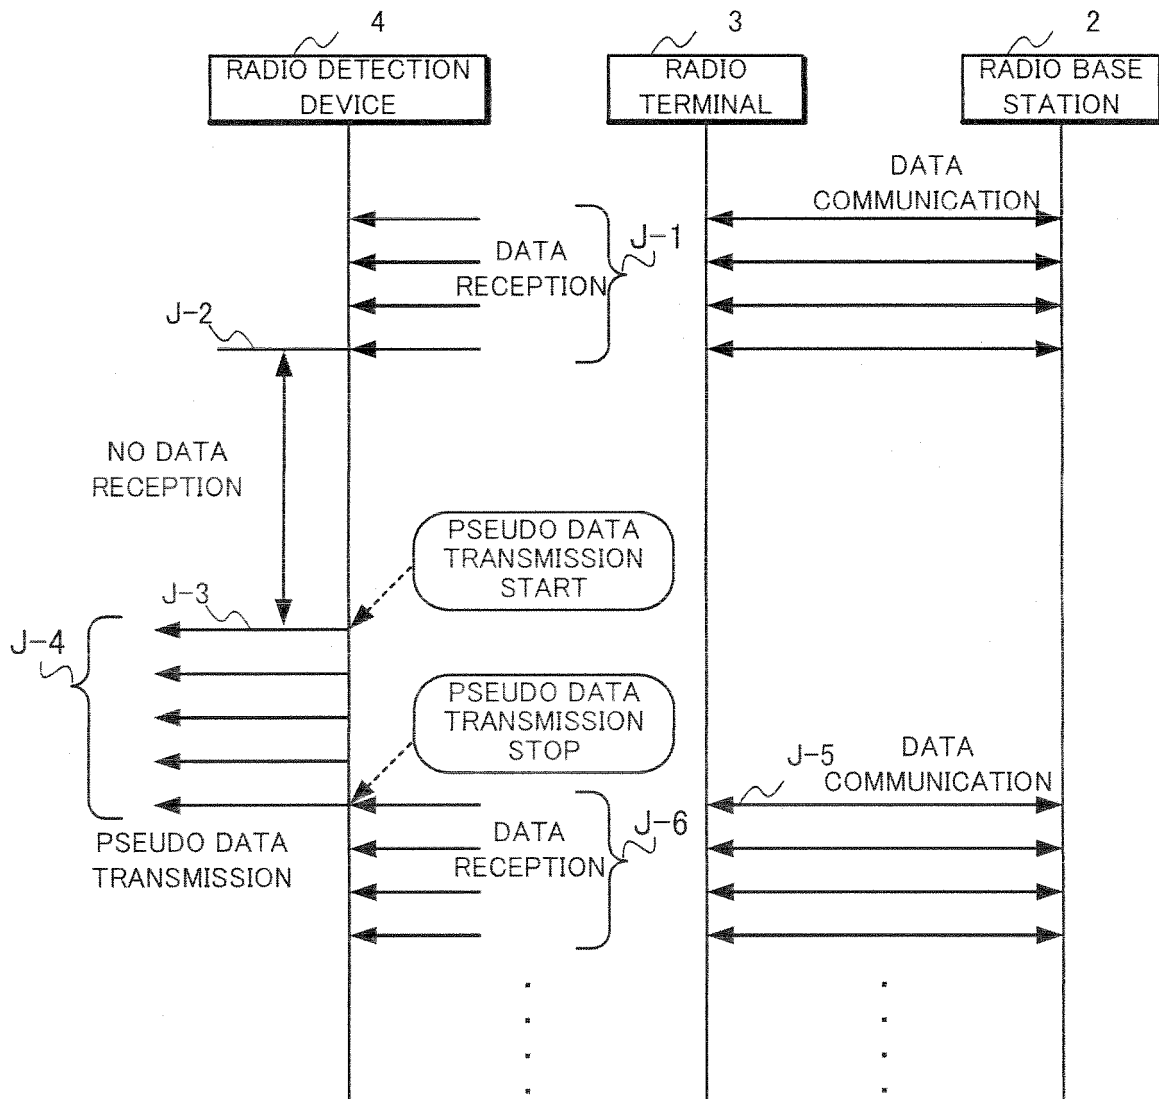 4
3
2
RADIO DETECTION
DEVICE
RADIO
TERMINAL
RADIO BASE
STATION
DATA
COMMUNICATION
DATA
RECEPTION
J-1
J-2
NO DATA
RECEPTION
PSEUDO DATA
TRANSMISSION
START
J-3
J-4
PSEUDO DATA
TRANSMISSION
STOP
J-5
DATA
COMMUNICATION
PSEUDO DATA
TRANSMISSION
DATA
RECEPTION
J-6